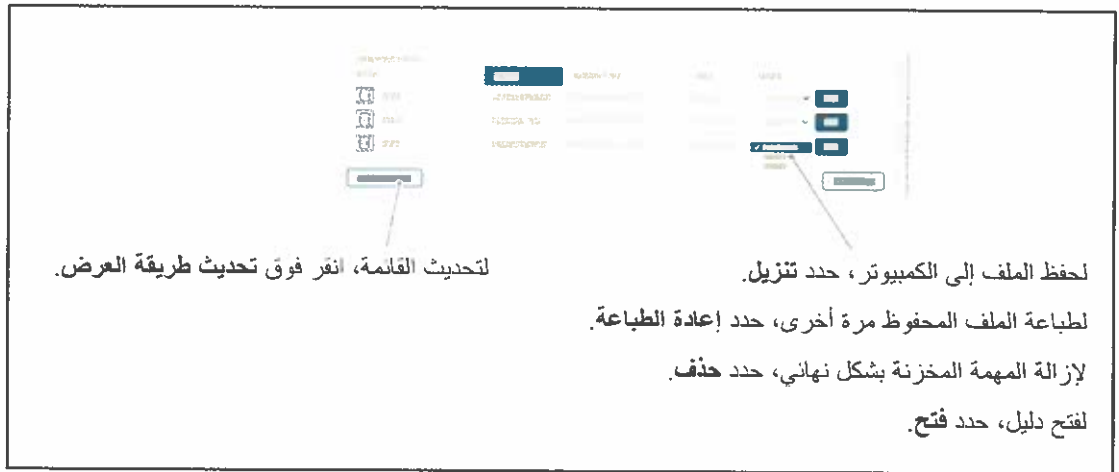 لحفظ الملف إلى الكمبيوتر، حدد تنزيل.
لتحديث القائمة، انقر فوق تحديث طريقة العرض.
لطباعة الملف المحفوظ مرة أخرى، حدد إعادة الطباعة.
لإزالة المهمة المخزنة بشكل نهائي، حدد حذف.
لفتح دليل، حدد فتح.